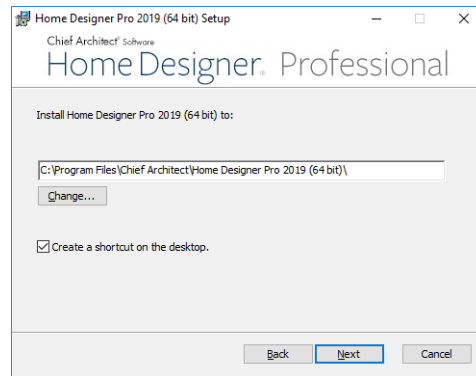 Home Designer Pro 2019 (64 bit) Setup
Chief Architect® Software
Home Designer® Professional
Install Home Designer Pro 2019 (64 bit) to:
C:\Program Files\Chief Architect\Home Designer Pro 2019 (64 bit)\
Change...
Create a shortcut on the desktop.
Back Next Cancel